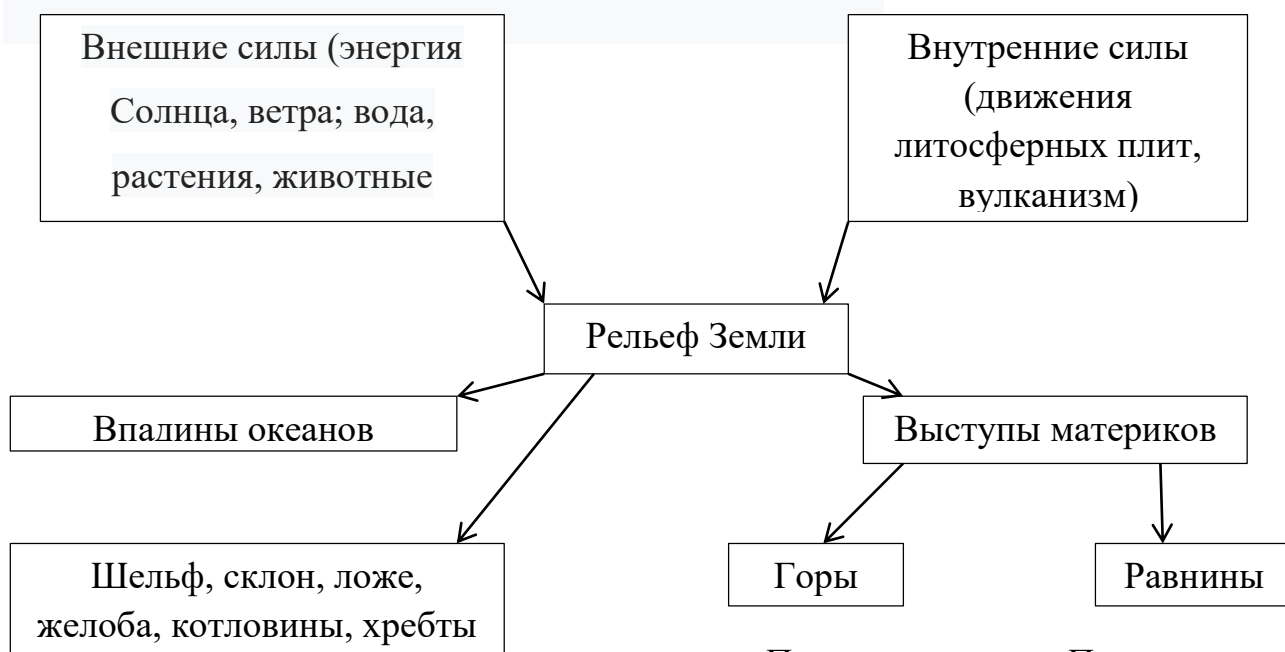 Внешние силы (энергия
Солнца, ветра; вода,
растения, животные
Внутренние силы
(движения
литосферных плит,
вулканизм)
Рельеф Земли
Впадины океанов
Выступы материков
Шельф, склон, ложе,
желоба, котловины, хребты
Горы
Равнины